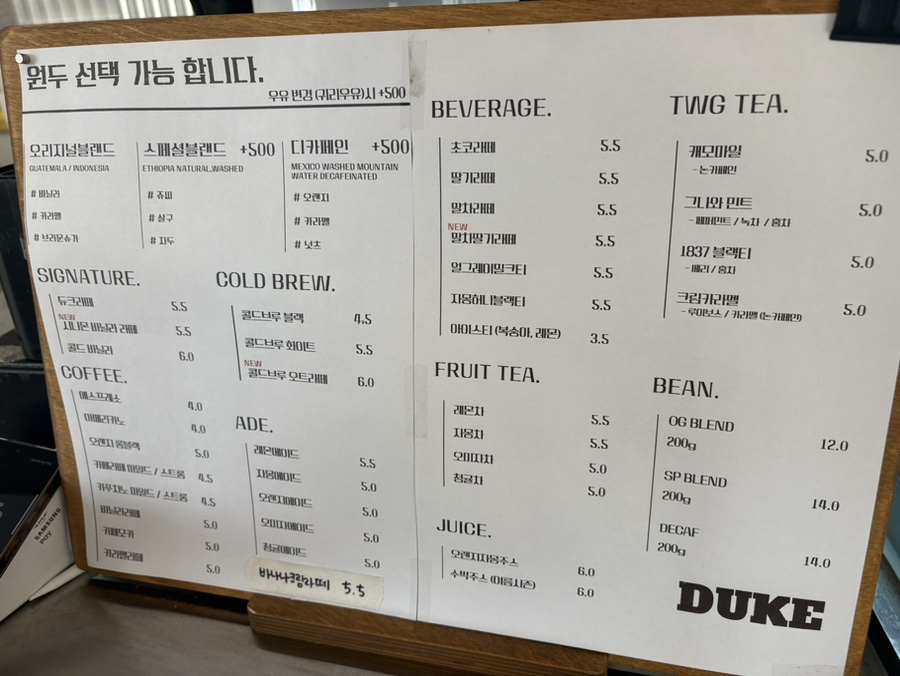 원두 선택 가능 합니다.
우유 변경 (귀리우유)시 +500
오리지널블랜드
GUATEMALA / INDONESIA
# 바닐라
# 카라멜
# 브라운슈가
스페셜블랜드 +500
ETHIOPIA NATURAL,WASHED
# 쥬씨
# 살구
# 자두
디카페인 +500
MEXICO WASHED MOUNTAIN
WATER DECAFEINATED
# 오렌지
# 카라멜
# 넛츠
SIGNATURE.
듀크라떼 5.5
NEW
시나몬 바닐라 라떼 5.5
콜드 바닐라 6.0
COFFEE.
에스프레소 4.0
아메리카노 4.0
오렌지 롱블랙 5.0
카페라떼 마일드 / 스트롱 4.5
카푸치노 마일드 / 스트롱 4.5
바닐라라떼 5.0
카페모카 5.0
카라멜라떼 5.0
COLD BREW.
콜드브루 블랙 4.5
콜드브루 화이트 5.5
NEW
콜드브루 오트라떼 6.0
ADE.
레몬에이드 5.5
자몽에이드 5.0
오렌지에이드 5.0
오미자에이드 5.0
청귤에이드 5.0
바나나크림라떼 5.5
BEVERAGE.
초코라떼 5.5
딸기라떼 5.5
말차라떼 5.5
NEW
말차딸기라떼 5.5
얼그레이밀크티 5.5
자몽허니블랙티 5.5
아이스티 (복숭아, 레몬) 3.5
FRUIT TEA.
레몬차 5.5
자몽차 5.5
오미자차 5.0
청귤차 5.0
JUICE.
오렌지자몽주스 6.0
수박주스 (여름시즌) 6.0
TWG TEA.
캐모마일 5.0
- 논카페인
그나와 민트 5.0
- 페퍼민트 / 녹차 / 홍차
1837 블랙티 5.0
- 베리 / 홍차
크림카라멜 5.0
- 루이보스 / 카라멜 (논카페인)
BEAN.
OG BLEND
200g 12.0
SP BLEND
200g 14.0
DECAF
200g 14.0
DUKE
SAMSUNG
pay